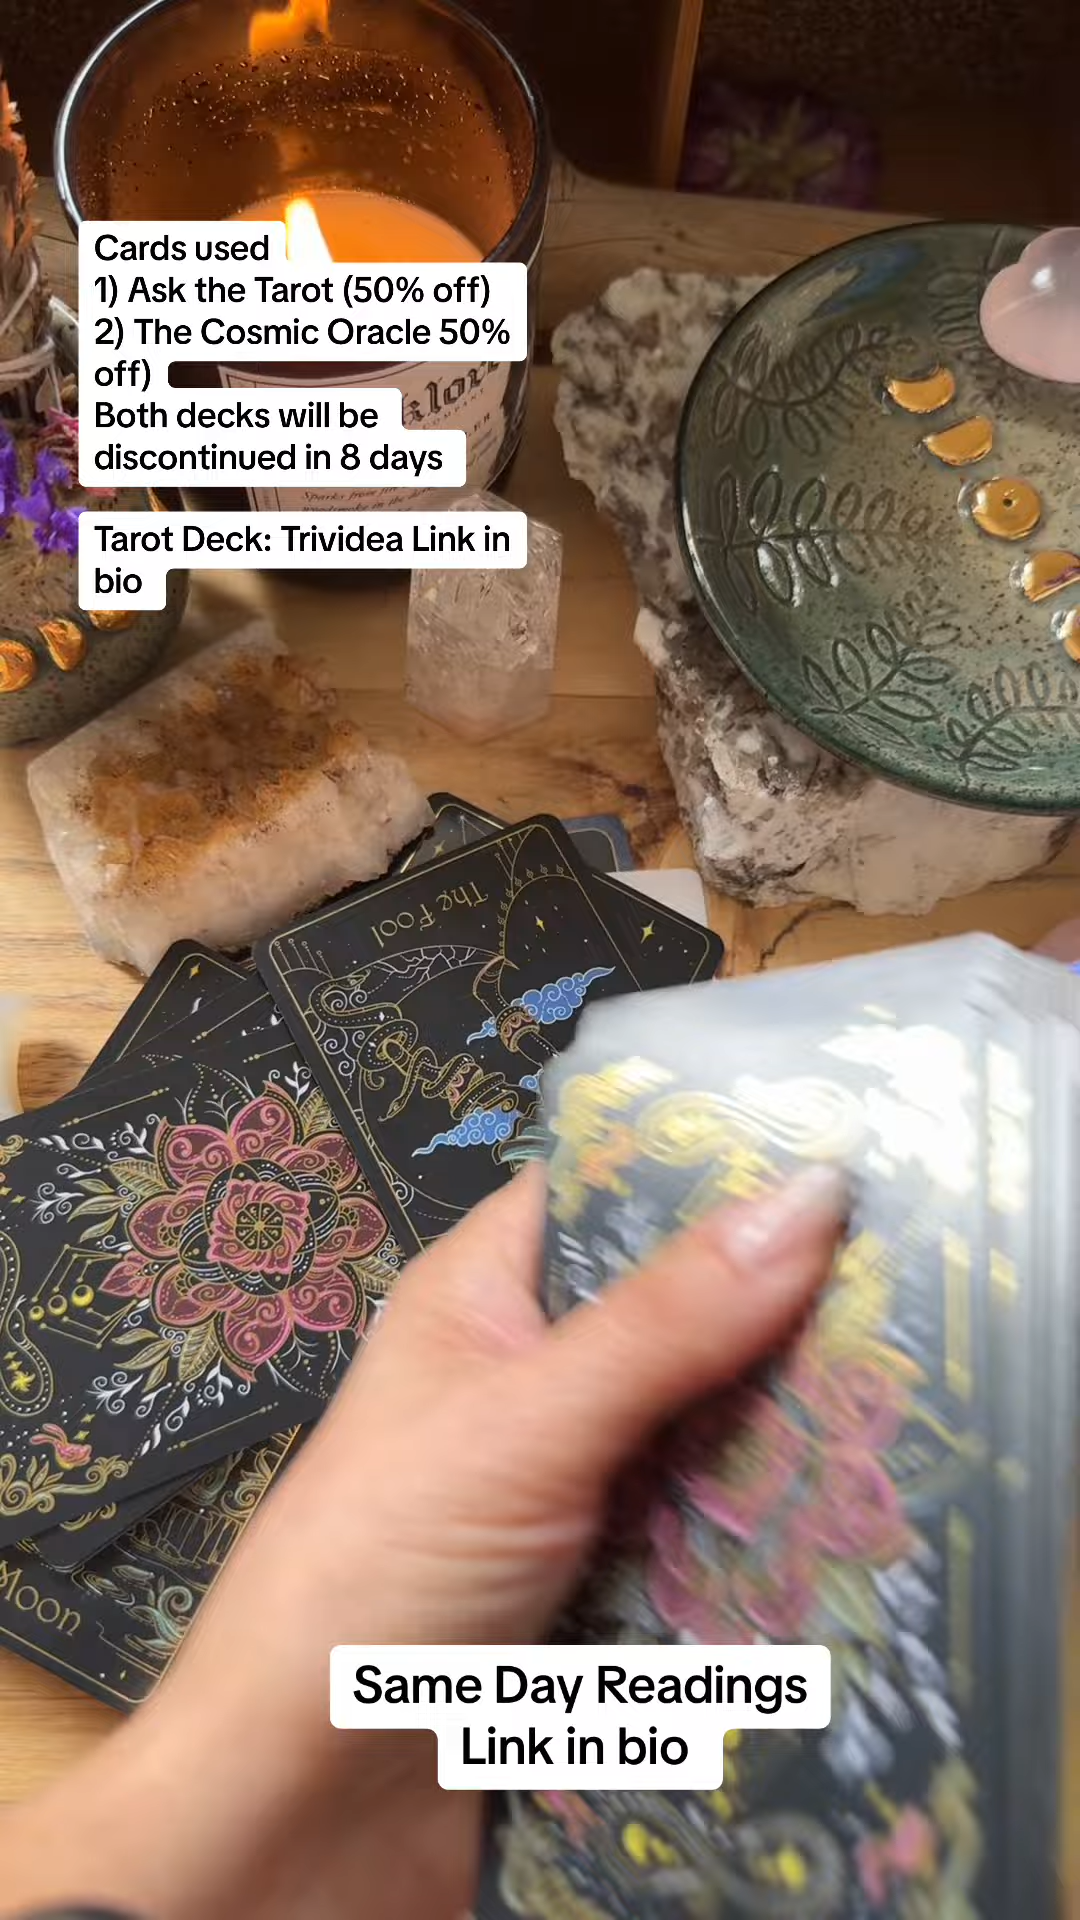 Cards used
1) Ask the Tarot (50% off)
2) The Cosmic Oracle 50%
off)
Both decks will be
discontinued in 8 days
Tarot Deck: Trividea Link in
bio
The Fool
Moon
Same Day Readings
Link in bio